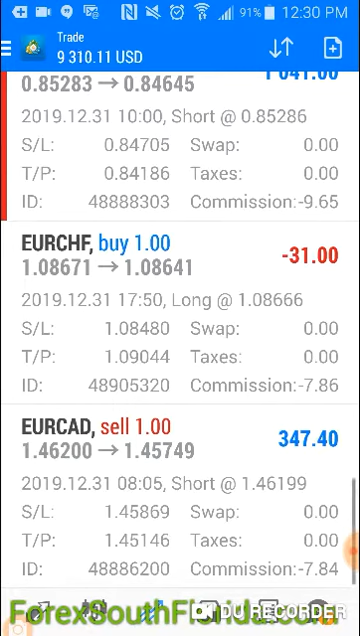 91% 12:30 PM
Trade
9 310.11 USD
1 041.00
0.85283 → 0.84645
2019.12.31 10:00, Short @ 0.85286
S/L: 0.84705 Swap: 0.00
T/P: 0.84186 Taxes: 0.00
ID: 48888303 Commission:-9.65
EURCHF, buy 1.00
1.08671 → 1.08641
-31.00
2019.12.31 17:50, Long @ 1.08666
S/L: 1.08480 Swap: 0.00
T/P: 1.09044 Taxes: 0.00
ID: 48905320 Commission:-7.86
EURCAD, sell 1.00
1.46200 → 1.45749
347.40
2019.12.31 08:05, Short @ 1.46199
S/L: 1.45869 Swap: 0.00
T/P: 1.45146 Taxes: 0.00
ID: 48886200 Commission:-7.84
ForexSouthFlorida.com
DU RECORDER